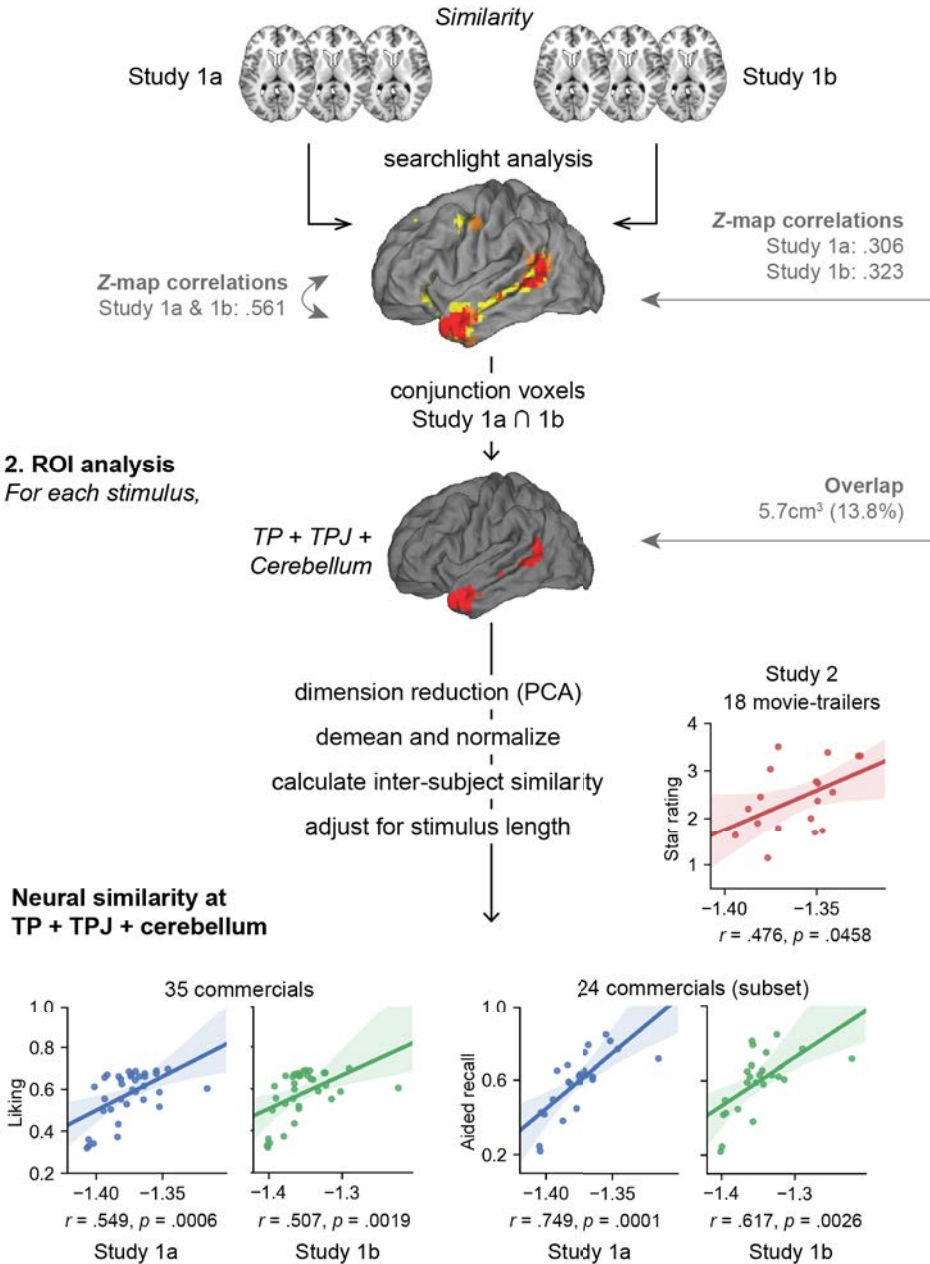 Similarity
Study 1a
Study 1b
searchlight analysis
Z-map correlations
Study 1a: .306
Study 1b: .323
Z-map correlations
Study 1a & 1b: .561
conjunction voxels
Study 1a ∩ 1b
2. ROI analysis
For each stimulus,
Overlap
5.7cm³ (13.8%)
TP + TPJ +
Cerebellum
dimension reduction (PCA)
demean and normalize
calculate inter-subject similarity
adjust for stimulus length
Study 2
18 movie-trailers
4
3
2
1
Star rating
−1.40 −1.35
r = .476, p = .0458
Neural similarity at
TP + TPJ + cerebellum
35 commercials
1.0
0.8
0.6
0.4
0.2
Liking
−1.40 −1.35
r = .549, p = .0006
Study 1a
−1.4 −1.3
r = .507, p = .0019
Study 1b
24 commercials (subset)
1.0
0.8
0.6
0.4
0.2
Aided recall
−1.40 −1.35
r = .749, p = .0001
Study 1a
−1.4 −1.3
r = .617, p = .0026
Study 1b